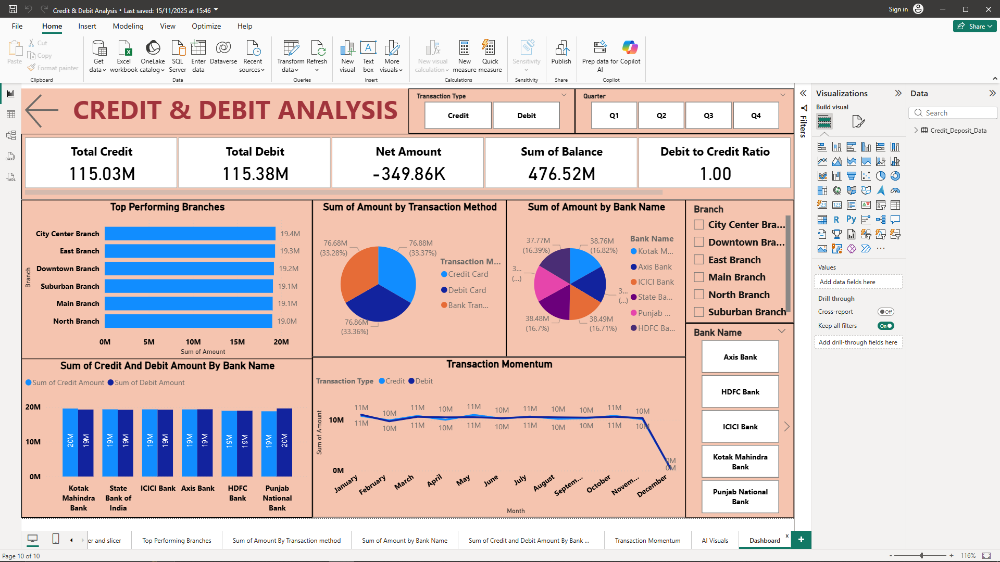 Credit & Debit Analysis • Last saved: 15/11/2025 at 15:46
Sign in
File Home Insert Modeling View Optimize Help
Share
Paste
Cut
Copy
Format painter
Clipboard
Get data
Excel workbook
OneLake catalog
SQL Server
Enter data
Dataverse
Recent sources
Data
Transform data
Refresh
Queries
New visual
Text box
More visuals
Insert
New visual calculation
New measure
Quick measure
Calculations
Sensitivity
Sensitivity
Publish
Share
Prep data for AI
Copilot
Copilot
CREDIT & DEBIT ANALYSIS
Transaction Type
Credit Debit
Quarter
Q1 Q2 Q3 Q4
Total Credit
115.03M
Total Debit
115.38M
Net Amount
-349.86K
Sum of Balance
476.52M
Debit to Credit Ratio
1.00
Top Performing Branches
Branch
City Center Branch 19.4M
East Branch 19.3M
Downtown Branch 19.2M
Suburban Branch 19.1M
Main Branch 19.1M
North Branch 19.0M
0M 5M 10M 15M 20M
Sum of Amount
Sum of Amount by Transaction Method
76.68M
(33.28%)
76.88M
(33.37%)
76.86M
(33.36%)
Transaction M...
Credit Card
Debit Card
Bank Tran...
Sum of Amount by Bank Name
37.77M
(16.39%)
38.76M
(16.82%)
3...
(...)
3...
(...)
38.48M
(16.7%)
38.49M
(16.71%)
Bank Name
Kotak M...
Axis Bank
ICICI Bank
State Ba...
Punjab ...
HDFC Ba...
Branch
City Center Bra...
Downtown Bra...
East Branch
Main Branch
North Branch
Suburban Branch
Sum of Credit And Debit Amount By Bank Name
Sum of Credit Amount Sum of Debit Amount
20M
10M
0M
20M 19M 19M 19M 19M 19M 19M 19M 19M 19M 19M 20M
Kotak Mahindra Bank
State Bank of India
ICICI Bank
Axis Bank
HDFC Bank
Punjab National Bank
Transaction Momentum
Transaction Type Credit Debit
Sum of Amount
10M
0M
11M 10M 11M 10M 11M 10M 11M 10M 10M 11M 10M 0M
11M 10M 11M 10M 11M 10M 11M 10M 10M 11M 10M 0M
January February March April May June July August Septem... October Novem... December
Month
Bank Name
Axis Bank
HDFC Bank
ICICI Bank
Kotak Mahindra Bank
Punjab National Bank
Filters
Visualizations
Build visual
123
123
R
Py
...
Values
Add data fields here
Drill through
Cross-report Off
Keep all filters On
Add drill-through fields here
Data
Search
Credit_Deposit_Data
DAX
TMDL
er and slicer
Top Performing Branches
Sum of Amount By Transaction method
Sum of Amount by Bank Name
Sum of Credit and Debit Amount By Bank ...
Transaction Momentum
AI Visuals
Dashboard
Page 10 of 10
- + 116%